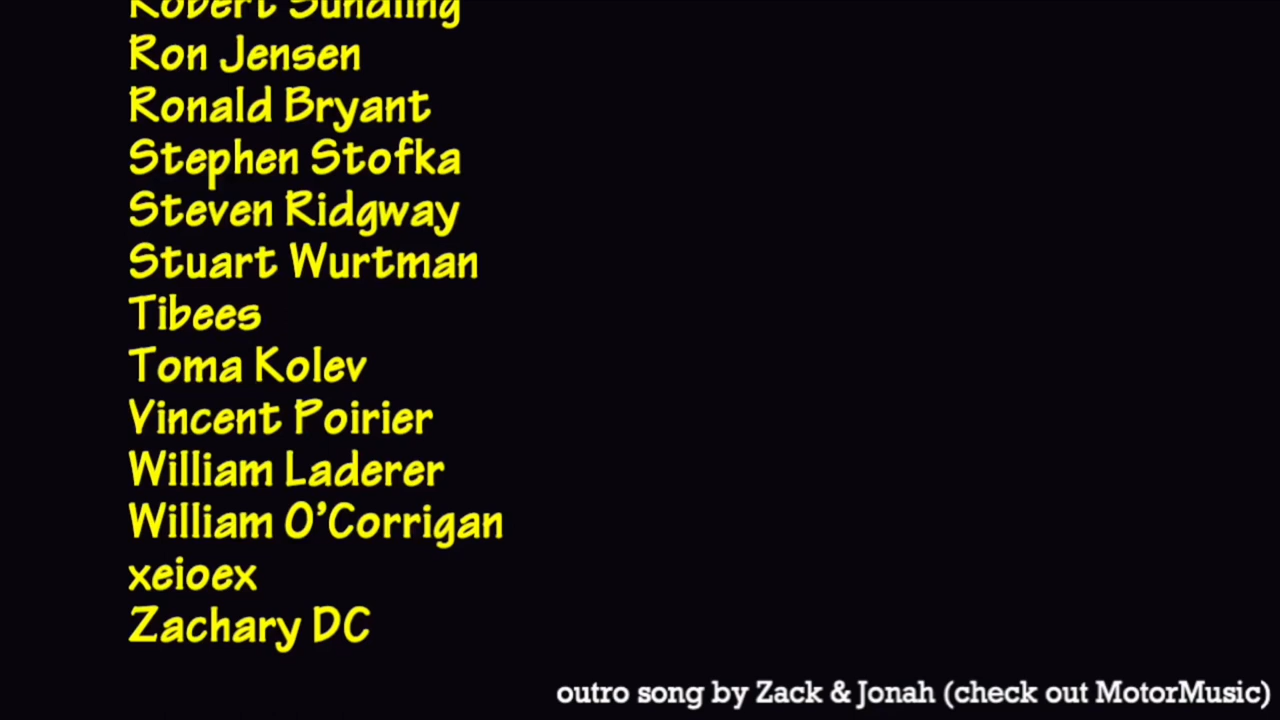 Robert Sundling
Ron Jensen
Ronald Bryant
Stephen Stofka
Steven Ridgway
Stuart Wurtman
Tibees
Toma Kolev
Vincent Poirier
William Laderer
William O'Corrigan
xeioex
Zachary DC
outro song by Zack & Jonah (check out MotorMusic)